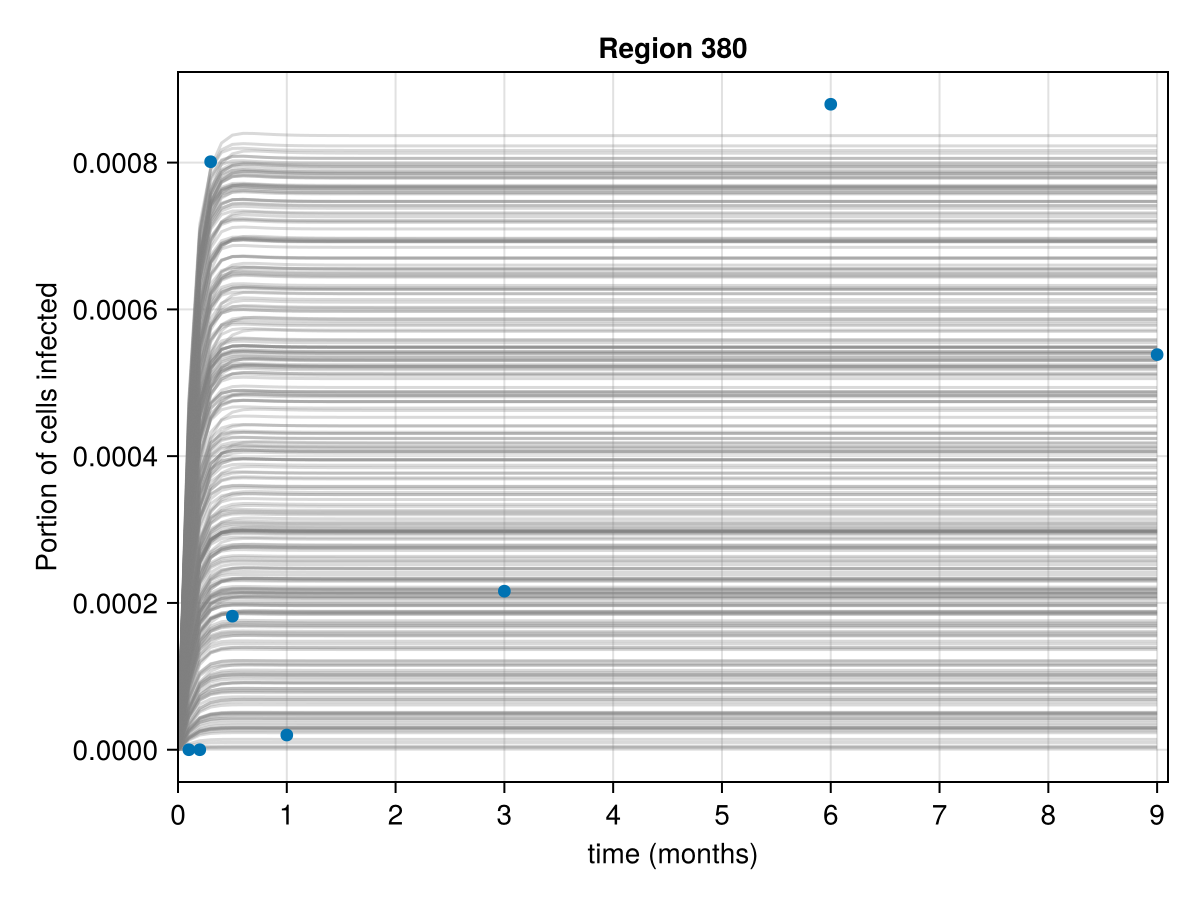 Region 380
Portion of cells infected
0.0008
0.0006
0.0004
0.0002
0.0000
0 1 2 3 4 5 6 7 8 9
time (months)